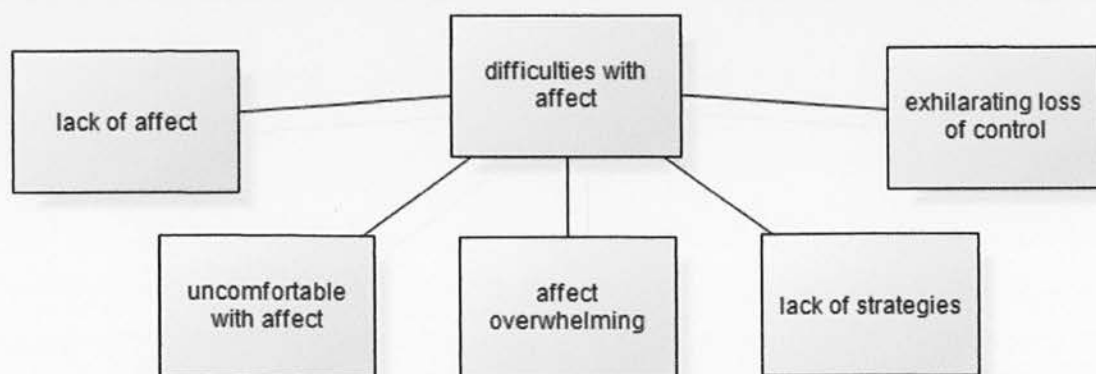 difficulties with
affect
lack of affect
exhilarating loss
of control
uncomfortable
with affect
affect
overwhelming
lack of strategies